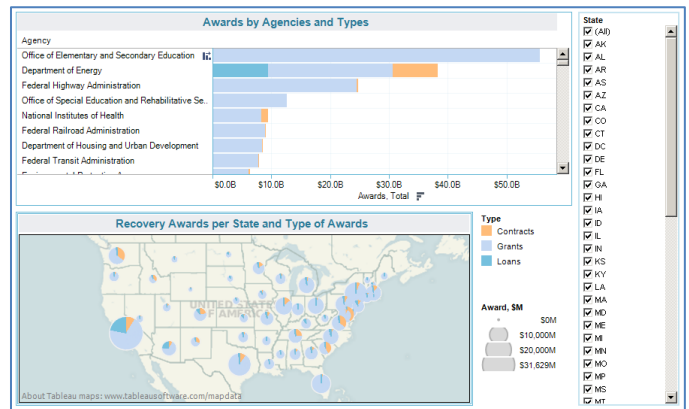 Awards by Agencies and Types
Agency
Office of Elementary and Secondary Education
Department of Energy
Federal Highway Administration
Office of Special Education and Rehabilitative Se..
National Institutes of Health
Federal Railroad Administration
Department of Housing and Urban Development
Federal Transit Administration
$0.0B $10.0B $20.0B $30.0B $40.0B $50.0B
Awards, Total
Recovery Awards per State and Type of Awards
UNITED STATES
OF AMERICA
About Tableau maps: www.tableausoftware.com/mapdata
Type
Contracts
Grants
Loans
Award, $M
$0M
$10,000M
$20,000M
$31,629M
State
(All)
AK
AL
AR
AS
AZ
CA
CO
CT
DC
DE
FL
GA
HI
IA
ID
IL
IN
KS
KY
LA
MA
MD
ME
MI
MN
MO
MP
MS
MT